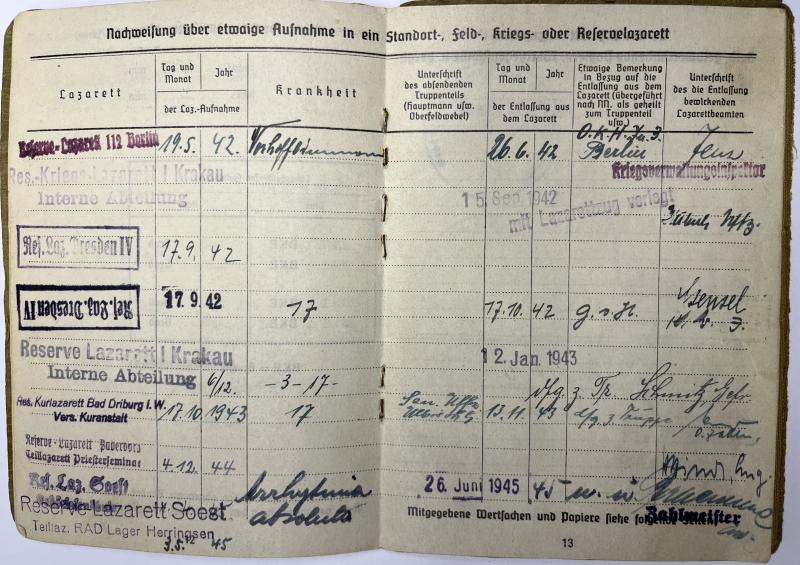 Nachweisung über etwaige Aufnahme in ein Standort-, Feld-, Kriegs- oder Reservelazarett
Lazarett
Tag und Monat
Jahr
der Laz.-Aufnahme
Krankheit
Unterschrift des absendenden Truppenteils (Hauptmann usw. Oberfeldwebel)
Tag und Monat
Jahr
der Entlassung aus dem Lazarett
Etwaige Bemerkung in Bezug auf die Entlassung aus dem Lazarett (übergeführt nach NN. als geheilt zum Truppenteil usw.)
Unterschrift des die Entlassung bewirkenden Lazarettbeamten
Reserve-Lazarett 112 Berlin 19.5. 42. Vorhofflimmern 26.6. 42 Berlin
Kriegsverwaltungsinspektor
Res.-Kriegs-Lazarett I Krakau
Interne Abteilung
15. Sep. 1942
mit Lazarettzug verlegt
Res. Laz. Dresden IV 17.9. 42
Res. Laz. Dresden IV 17.9.42 17 17.10. 42
Reserve Lazarett I Krakau
Interne Abteilung 6/12. -3-17-
12. Jan. 1943
Res. Kurlazarett Bad Driburg i.W.
Vers. Kuranstalt
17.10 1943 17 13.11. 43
Reserve-Lazarett Paderborn
Teillazarett Priesterseminar 4.12. 44
Res. Laz. Soest
Arrhytmia absoluta
26. Juni 1945 45
Reserve Lazarett Soest
Teillaz. RAD Lager Herringsen
3.5. 45
Zahlmeister
Mitgegebene Wertsachen und Papiere siehe folgende Seiten
13